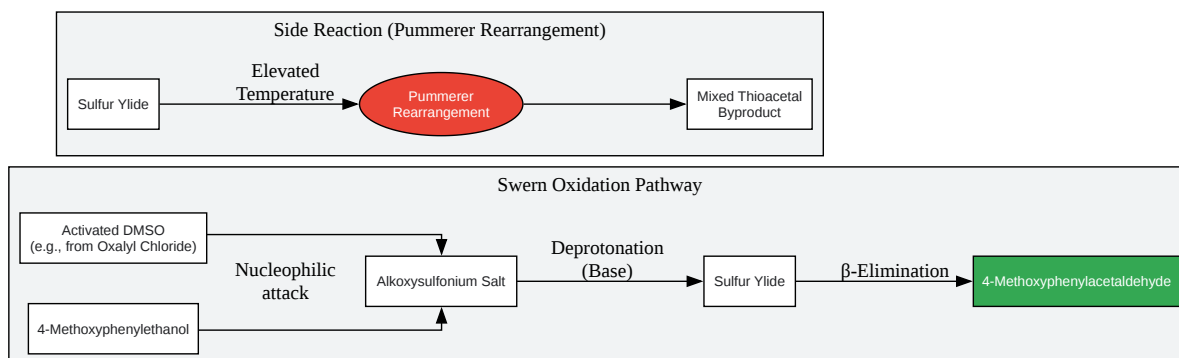 Side Reaction (Pummerer Rearrangement)
Sulfur Ylide
Elevated
Temperature
Pummerer
Rearrangement
Mixed Thioacetal
Byproduct
Swern Oxidation Pathway
Activated DMSO
(e.g., from Oxalyl Chloride)
4-Methoxyphenylethanol
Nucleophilic
attack
Alkoxysulfonium Salt
Deprotonation
(Base)
Sulfur Ylide
β-Elimination
4-Methoxyphenylacetaldehyde